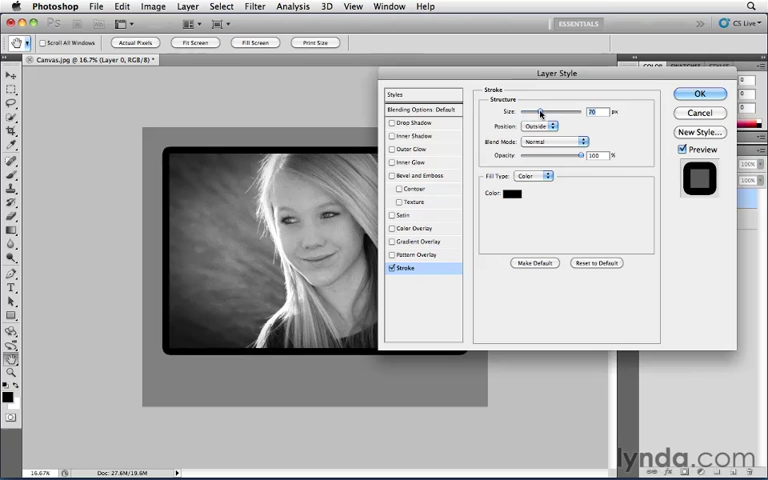 Photoshop File Edit Image Layer Select Filter Analysis 3D View Window Help
ESSENTIALS CS Live
Scroll All Windows Actual Pixels Fit Screen Fill Screen Print Size
Canvas.jpg @ 16.7% (Layer 0, RGB/8) *
Layer Style
Styles
Blending Options: Default
Drop Shadow
Inner Shadow
Outer Glow
Inner Glow
Bevel and Emboss
Contour
Texture
Satin
Color Overlay
Gradient Overlay
Pattern Overlay
Stroke
Stroke
Structure
Size: 70 px
Position: Outside
Blend Mode: Normal
Opacity: 100 %
Fill Type: Color
Color:
Make Default Reset to Default
OK
Cancel
New Style...
Preview
16.67% Doc: 27.6M/19.6M
lynda.com